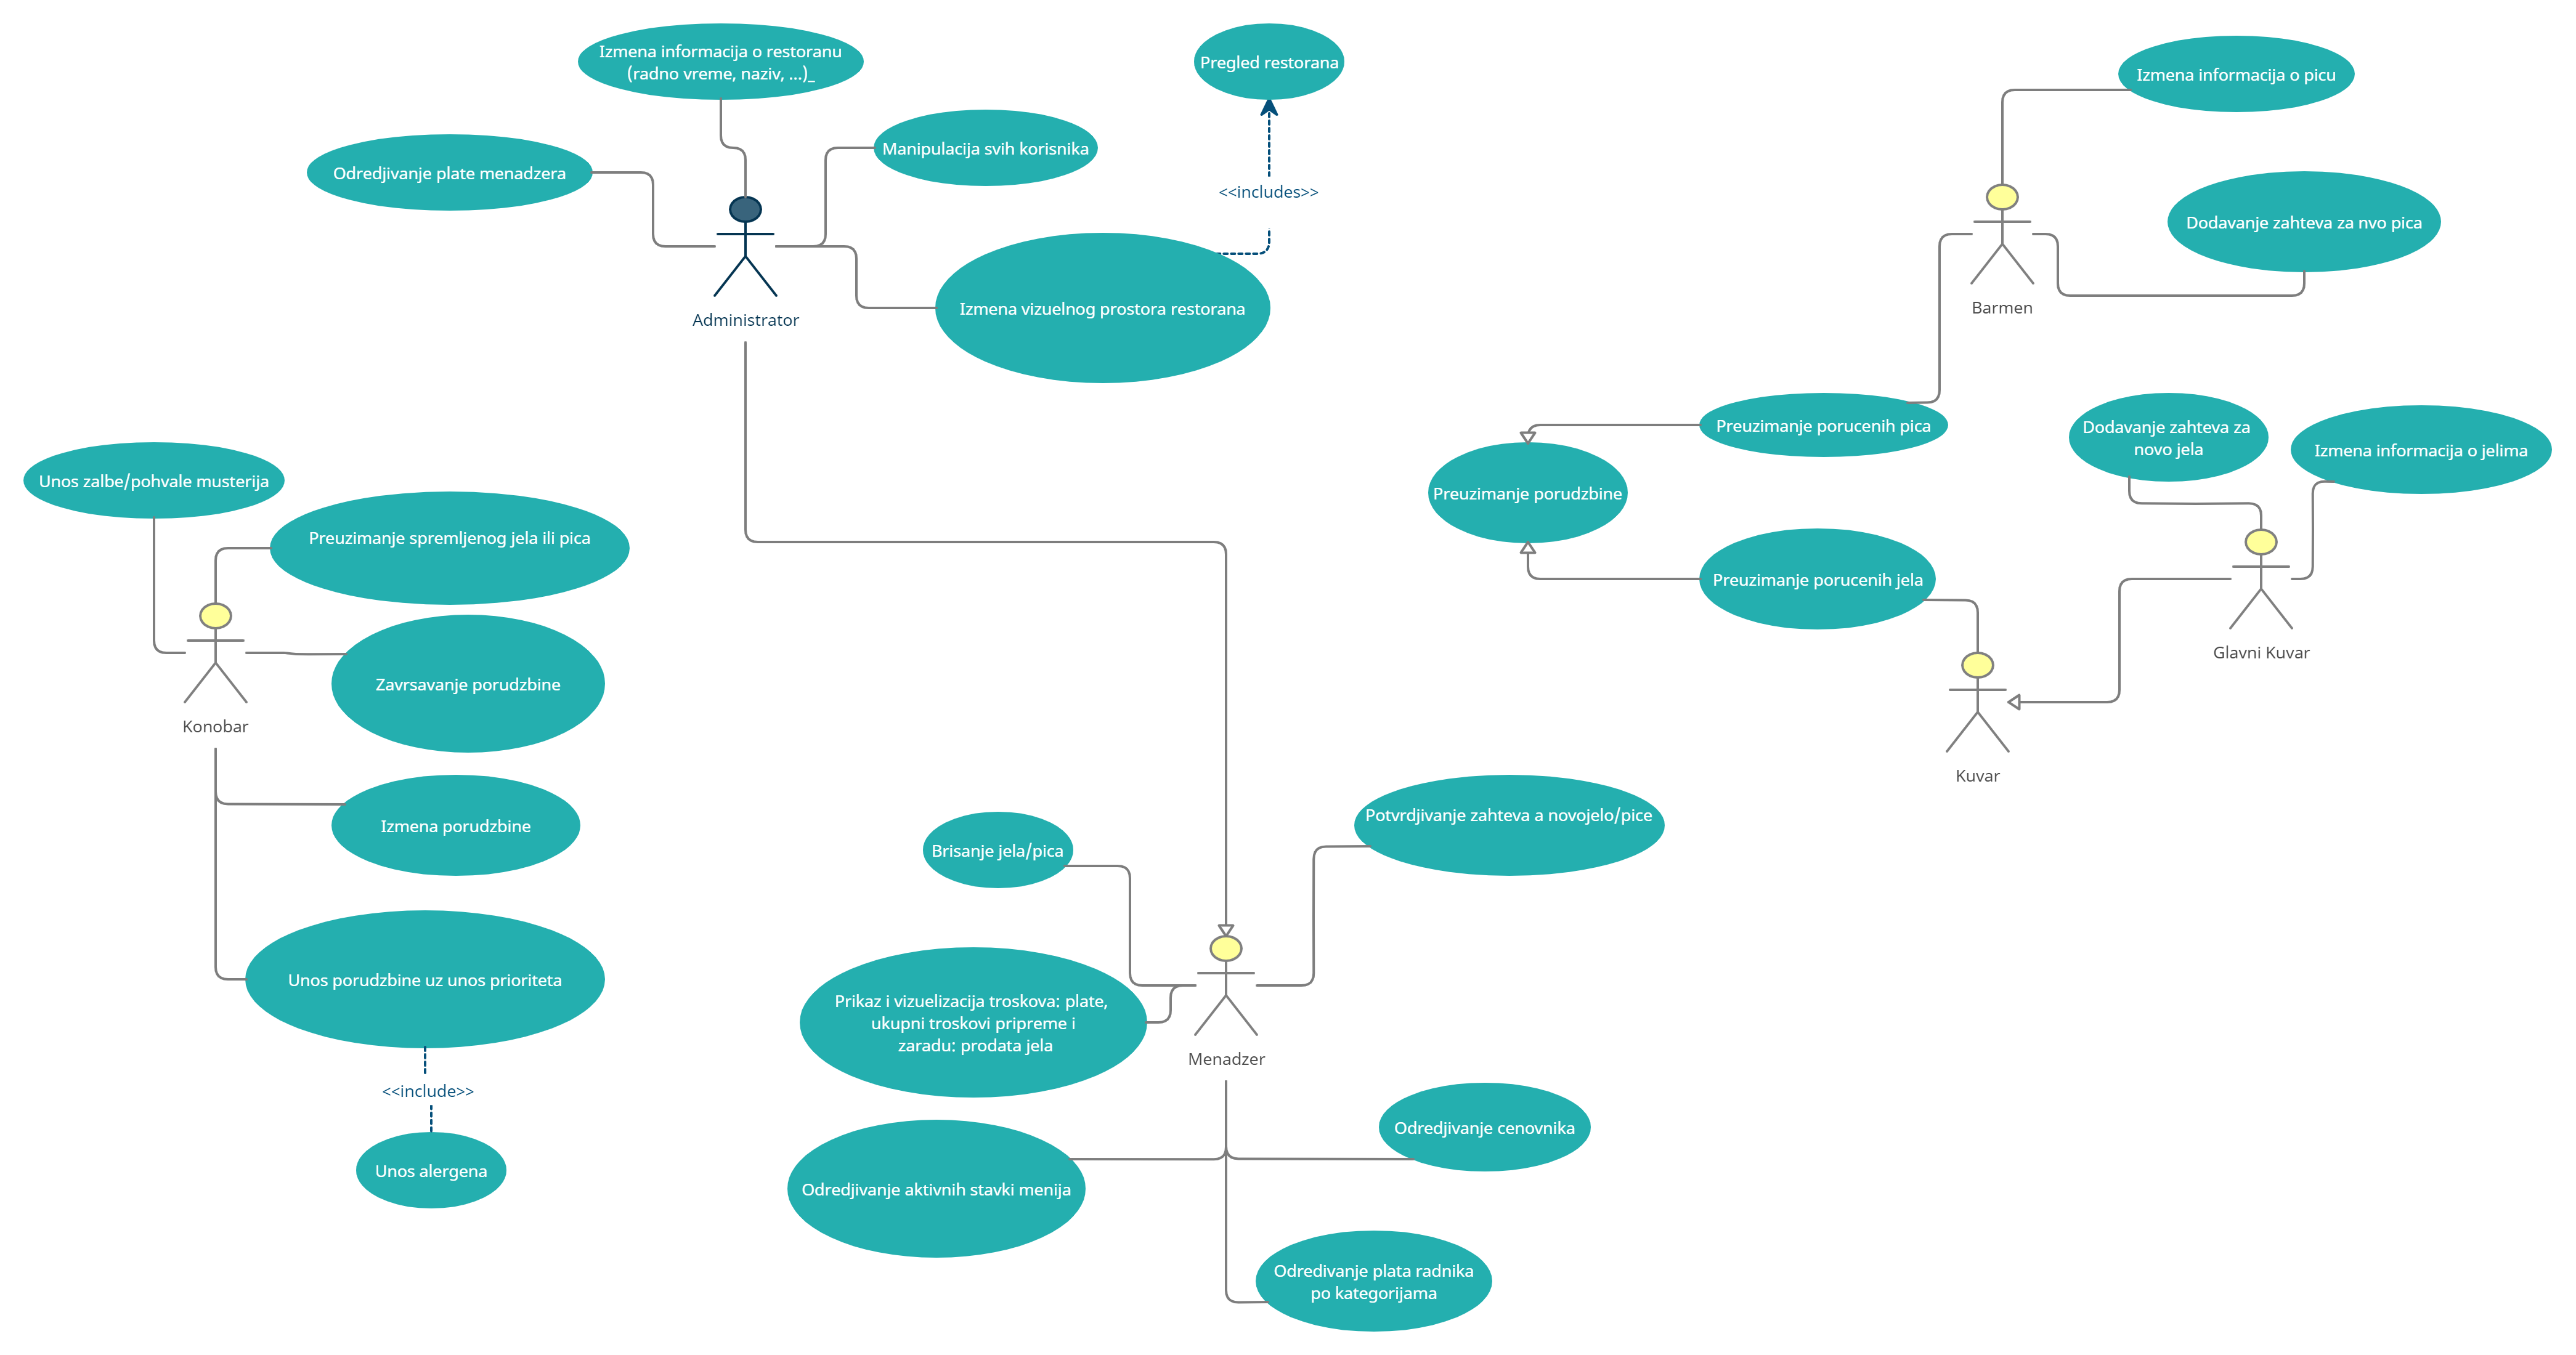 Izmena informacija o restoranu
(radno vreme, naziv, ...)_
Pregled restorana
Izmena informacija o picu
Manipulacija svih korisnika
Odredjivanje plate menadzera
<<includes>>
Dodavanje zahteva za nvo pica
Izmena vizuelnog prostora restorana
Administrator
Barmen
Preuzimanje porucenih pica
Dodavanje zahteva za
novo jela
Izmena informacija o jelima
Unos zalbe/pohvale musterija
Preuzimanje porudzbine
Preuzimanje spremljenog jela ili pica
Preuzimanje porucenih jela
Glavni Kuvar
Zavrsavanje porudzbine
Konobar
Kuvar
Potvrdjivanje zahteva a novojelo/pice
Izmena porudzbine
Brisanje jela/pica
Unos porudzbine uz unos prioriteta
Prikaz i vizuelizacija troskova: plate,
ukupni troskovi pripreme i
zaradu: prodata jela
Menadzer
<<include>>
Odredjivanje cenovnika
Unos alergena
Odredjivanje aktivnih stavki menija
Odredivanje plata radnika
po kategorijama